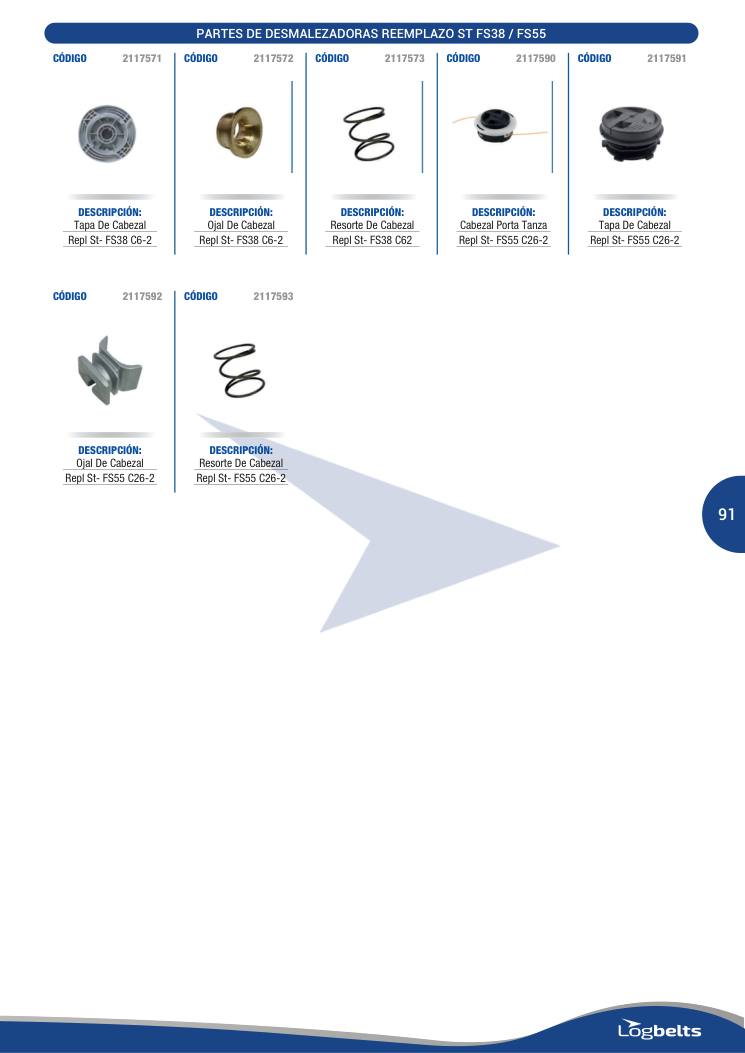 PARTES DE DESMALEZADORAS REEMPLAZO ST FS38 / FS55
CÓDIGO 2117571
DESCRIPCIÓN:
Tapa De Cabezal
Repl St- FS38 C6-2
CÓDIGO 2117572
DESCRIPCIÓN:
Ojal De Cabezal
Repl St- FS38 C6-2
CÓDIGO 2117573
DESCRIPCIÓN:
Resorte De Cabezal
Repl St- FS38 C62
CÓDIGO 2117590
DESCRIPCIÓN:
Cabezal Porta Tanza
Repl St- FS55 C26-2
CÓDIGO 2117591
DESCRIPCIÓN:
Tapa De Cabezal
Repl St- FS55 C26-2
CÓDIGO 2117592
DESCRIPCIÓN:
Ojal De Cabezal
Repl St- FS55 C26-2
CÓDIGO 2117593
DESCRIPCIÓN:
Resorte De Cabezal
Repl St- FS55 C26-2
91
Logbelts